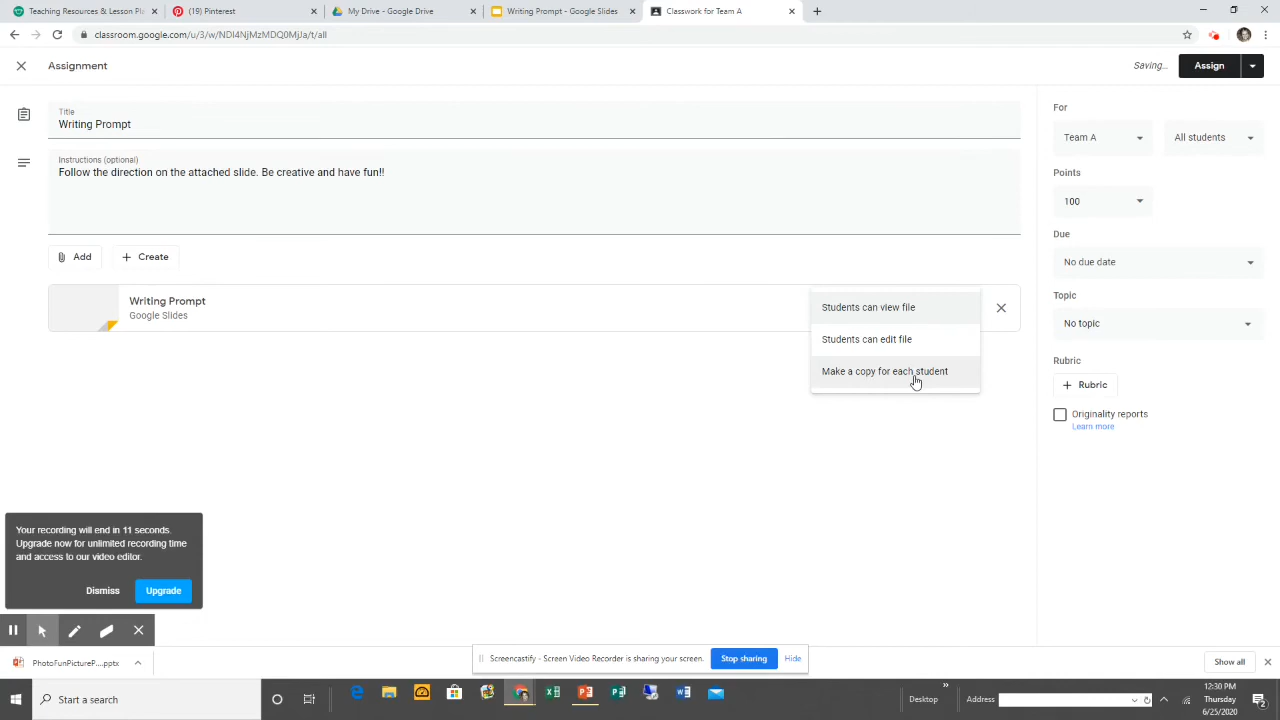 Teaching Resources & Lesson Plan
(19) Pinterest
My Drive - Google Drive
Writing Prompt - Google Slides
Classwork for Team A
classroom.google.com/u/3/w/NDI4NjMzMDQ0MjJa/t/all
Assignment
Saving...
Assign
Title
Writing Prompt
Instructions (optional)
Follow the direction on the attached slide. Be creative and have fun!!
Add
Create
Writing Prompt
Google Slides
Students can view file
Students can edit file
Make a copy for each student
For
Team A
All students
Points
100
Due
No due date
Topic
No topic
Rubric
Rubric
Originality reports
Learn more
Your recording will end in 11 seconds.
Upgrade now for unlimited recording time
and access to our video editor.
Dismiss
Upgrade
PhotoFunPictureP....pptx
Screencastify - Screen Video Recorder is sharing your screen.
Stop sharing
Hide
Show all
Start a search
Desktop
Address
12:30 PM
Thursday
6/25/2020
2